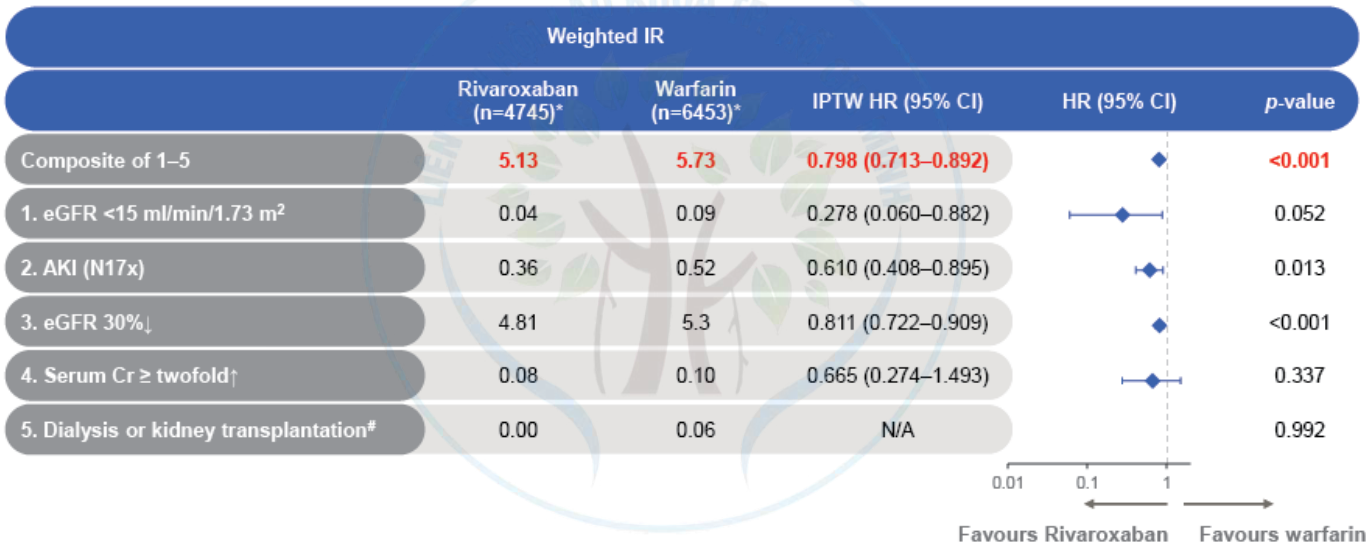 Weighted IR
Rivaroxaban (n=4745)* Warfarin (n=6453)* IPTW HR (95% CI) HR (95% CI) p-value
Composite of 1–5 5.13 5.73 0.798 (0.713–0.892) <0.001
1. eGFR <15 ml/min/1.73 m² 0.04 0.09 0.278 (0.060–0.882) 0.052
2. AKI (N17x) 0.36 0.52 0.610 (0.408–0.895) 0.013
3. eGFR 30%↓ 4.81 5.3 0.811 (0.722–0.909) <0.001
4. Serum Cr ≥ twofold↑ 0.08 0.10 0.665 (0.274–1.493) 0.337
5. Dialysis or kidney transplantation# 0.00 0.06 N/A 0.992
0.01 0.1 1
Favours Rivaroxaban Favours warfarin